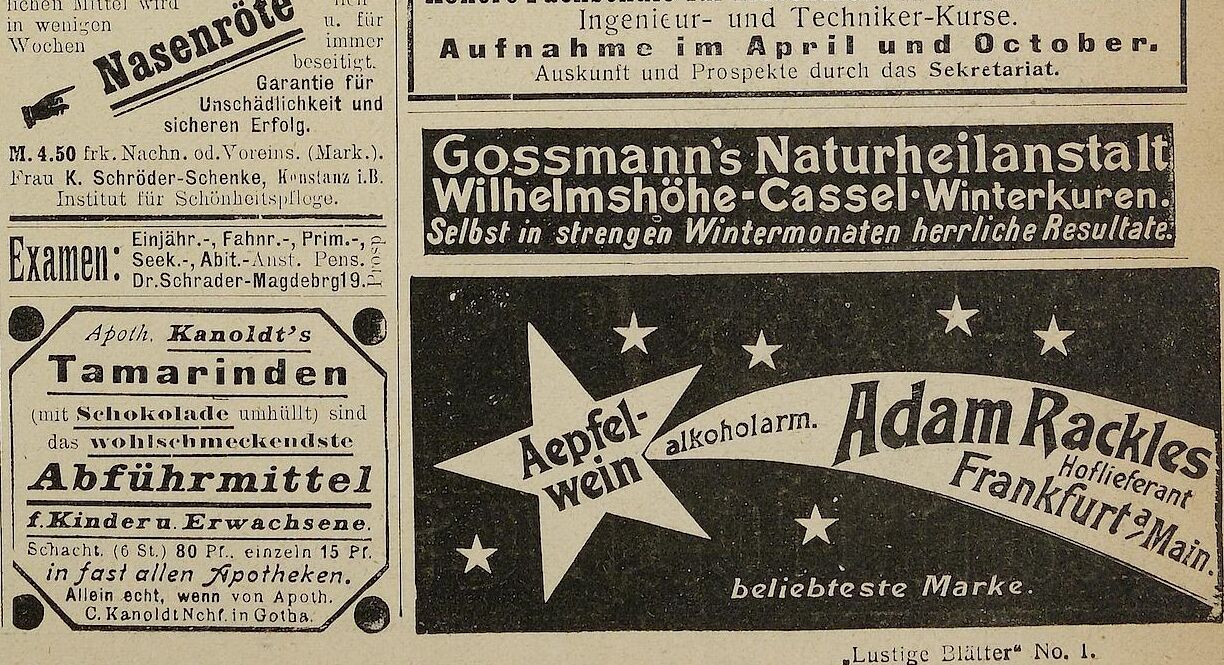 lichen Mittel wird
in wenigen
Wochen
Nasenröte
u. für
immer
beseitigt.
Garantie für
Unschädlichkeit und
sicheren Erfolg.
M. 4.50 frk. Nachn. od. Voreins. (Mark.).
Frau K. Schröder-Schenke, Konstanz i. B.
Institut für Schönheitspflege.
Examen:
Einjähr.-, Fahnr.-, Prim.-,
Seek.-, Abit.-Anst. Pens.
Dr. Schrader-Magdebrg 19.
Prosp
Apoth. Kanoldt's
Tamarinden
(mit Schokolade umhüllt) sind
das wohlschmeckendste
Abführmittel
f. Kinder u. Erwachsene.
Schacht. (6 St.) 80 Pf., einzeln 15 Pf.
in fast allen Apotheken.
Allein echt, wenn von Apoth.
C. Kanoldt Nchf. in Gotha.
Ingenieur- und Techniker-Kurse.
Aufnahme im April und October.
Auskunft und Prospekte durch das Sekretariat.
Gossmann's Naturheilanstalt
Wilhelmshöhe-Cassel·Winterkuren.
Selbst in strengen Wintermonaten herrliche Resultate.
Aepfel-
wein
alkoholarm.
Adam Rackles
Hoflieferant
Frankfurt a/Main.
beliebteste Marke.
„Lustige Blätter“ No. 1.